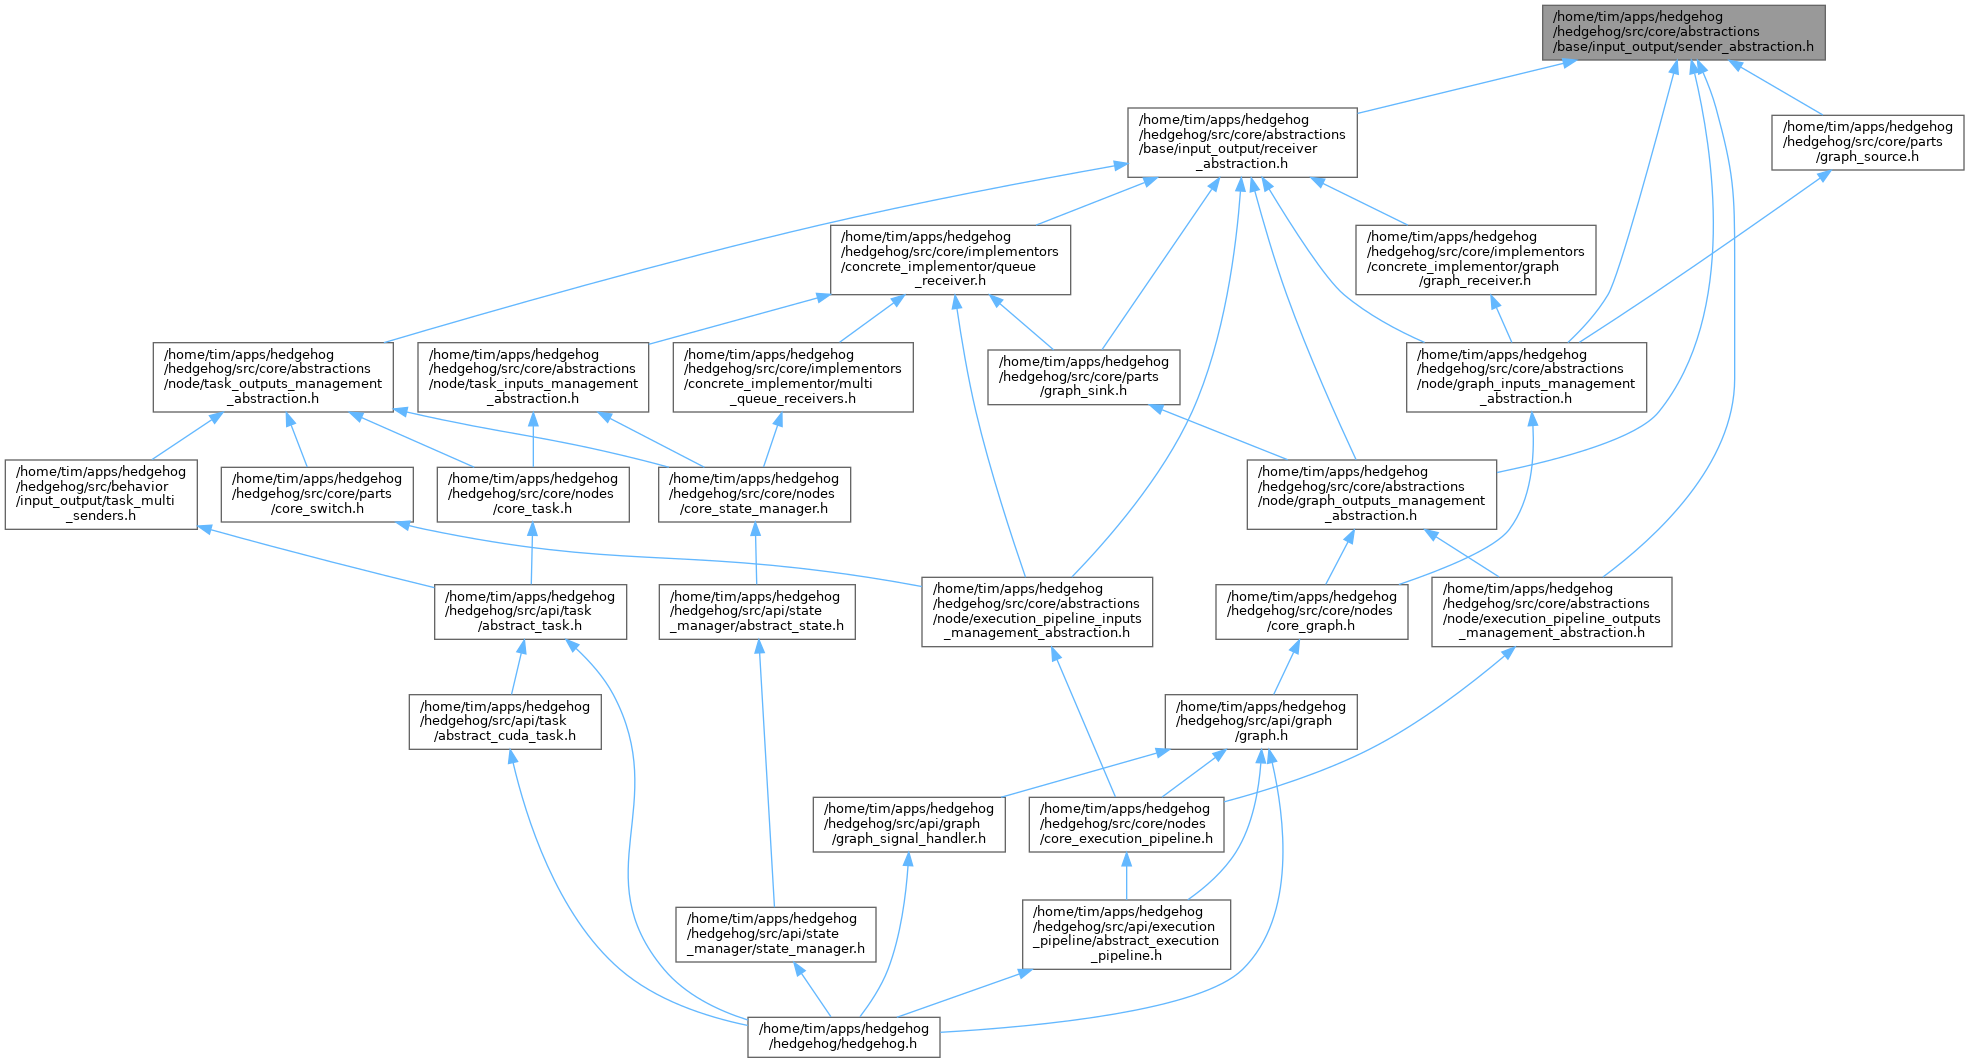 /home/tim/apps/hedgehog
/hedgehog/src/core/abstractions
/base/input_output/sender_abstraction.h
/home/tim/apps/hedgehog
/hedgehog/src/core/abstractions
/base/input_output/receiver
_abstraction.h
/home/tim/apps/hedgehog
/hedgehog/src/core/parts
/graph_source.h
/home/tim/apps/hedgehog
/hedgehog/src/core/implementors
/concrete_implementor/queue
_receiver.h
/home/tim/apps/hedgehog
/hedgehog/src/core/implementors
/concrete_implementor/graph
/graph_receiver.h
/home/tim/apps/hedgehog
/hedgehog/src/core/abstractions
/node/task_outputs_management
_abstraction.h
/home/tim/apps/hedgehog
/hedgehog/src/core/abstractions
/node/task_inputs_management
_abstraction.h
/home/tim/apps/hedgehog
/hedgehog/src/core/implementors
/concrete_implementor/multi
_queue_receivers.h
/home/tim/apps/hedgehog
/hedgehog/src/core/parts
/graph_sink.h
/home/tim/apps/hedgehog
/hedgehog/src/core/abstractions
/node/graph_inputs_management
_abstraction.h
/home/tim/apps/hedgehog
/hedgehog/src/behavior
/input_output/task_multi
_senders.h
/home/tim/apps/hedgehog
/hedgehog/src/core/parts
/core_switch.h
/home/tim/apps/hedgehog
/hedgehog/src/core/nodes
/core_task.h
/home/tim/apps/hedgehog
/hedgehog/src/core/nodes
/core_state_manager.h
/home/tim/apps/hedgehog
/hedgehog/src/core/abstractions
/node/graph_outputs_management
_abstraction.h
/home/tim/apps/hedgehog
/hedgehog/src/api/task
/abstract_task.h
/home/tim/apps/hedgehog
/hedgehog/src/api/state
_manager/abstract_state.h
/home/tim/apps/hedgehog
/hedgehog/src/core/abstractions
/node/execution_pipeline_inputs
_management_abstraction.h
/home/tim/apps/hedgehog
/hedgehog/src/core/nodes
/core_graph.h
/home/tim/apps/hedgehog
/hedgehog/src/core/abstractions
/node/execution_pipeline_outputs
_management_abstraction.h
/home/tim/apps/hedgehog
/hedgehog/src/api/task
/abstract_cuda_task.h
/home/tim/apps/hedgehog
/hedgehog/src/api/graph
/graph.h
/home/tim/apps/hedgehog
/hedgehog/src/api/graph
/graph_signal_handler.h
/home/tim/apps/hedgehog
/hedgehog/src/core/nodes
/core_execution_pipeline.h
/home/tim/apps/hedgehog
/hedgehog/src/api/state
_manager/state_manager.h
/home/tim/apps/hedgehog
/hedgehog/src/api/execution
_pipeline/abstract_execution
_pipeline.h
/home/tim/apps/hedgehog
/hedgehog/hedgehog.h